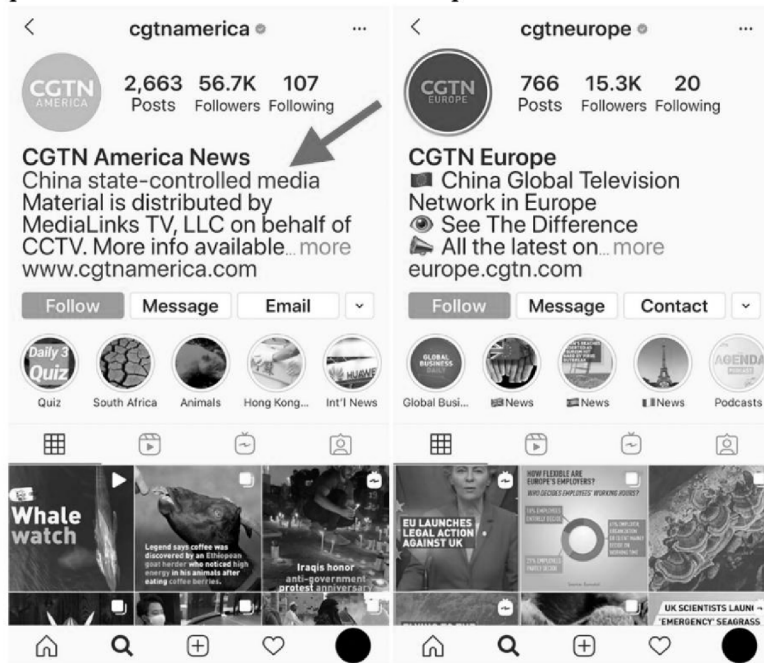 cgtnamerica
CGTN
AMERICA
2,663 56.7K 107
Posts Followers Following
CGTN America News
China state-controlled media
Material is distributed by
MediaLinks TV, LLC on behalf of
CCTV. More info available... more
www.cgtnamerica.com
Follow Message Email
Daily 3
Quiz
HUAWE
Quiz South Africa Animals Hong Kong... Int'l News
Whale
watch
Legend says coffee was
discovered by an Ethiopian
goat herder who noticed high
energy in his animals after
eating coffee berries.
Iraqis honor
anti-government
protest anniversary
cgtneurope
CGTN
EUROPE
766 15.3K 20
Posts Followers Following
CGTN Europe
China Global Television
Network in Europe
See The Difference
All the latest on... more
europe.cgtn.com
Follow Message Contact
GLOBAL
BUSINESS
DAILY
AGENDA
PODCAST
Global Busi... News News News Podcasts
EU LAUNCHES
LEGAL ACTION
AGAINST UK
HOW FLEXIBLE ARE
EUROPE'S EMPLOYERS?
WHO DECIDES EMPLOYEES' WORKING HOURS?
UK SCIENTISTS LAUN
'EMERGENCY' SEAGRASS